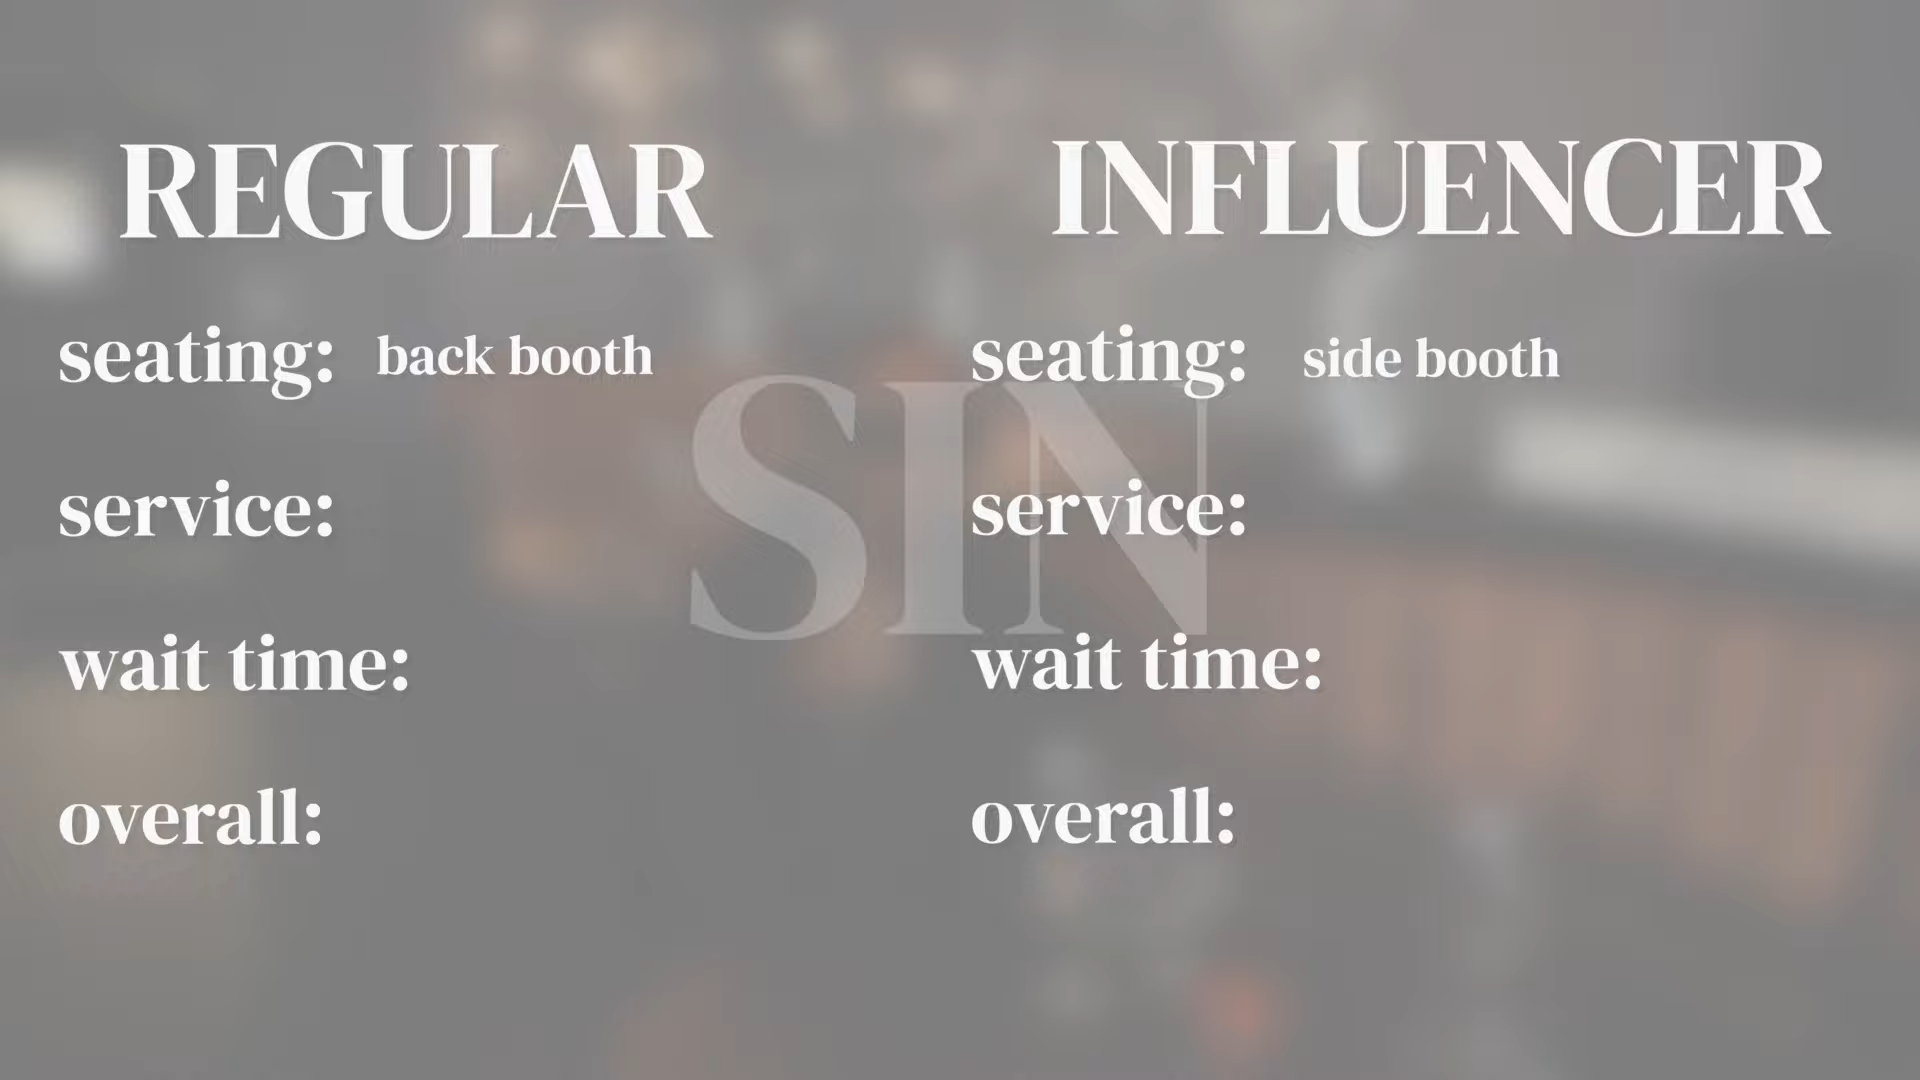 REGULAR
seating: back booth
service:
wait time:
overall:
INFLUENCER
seating: side booth
service:
wait time:
overall:
SIN